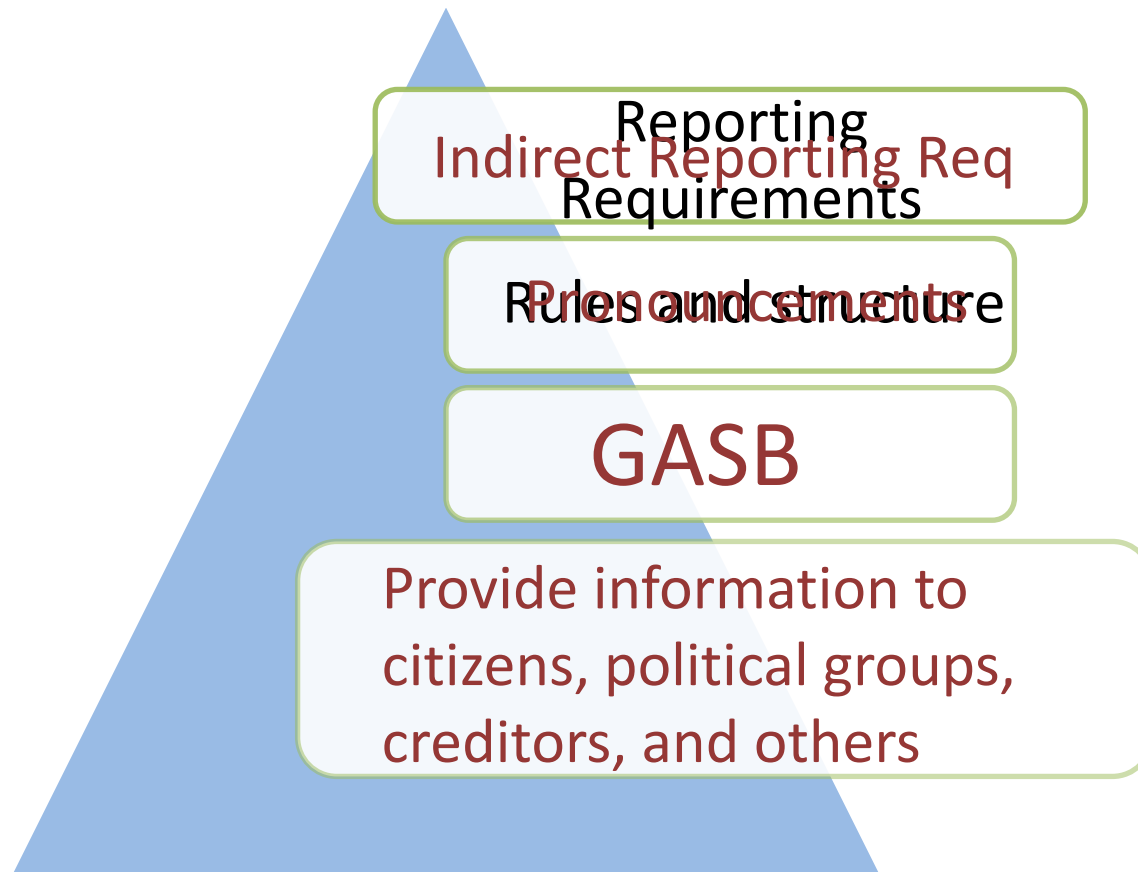 Reporting
Indirect Reporting Req
Requirements
Rules and structure
Pronouncements
GASB
Provide information to
citizens, political groups,
creditors, and others